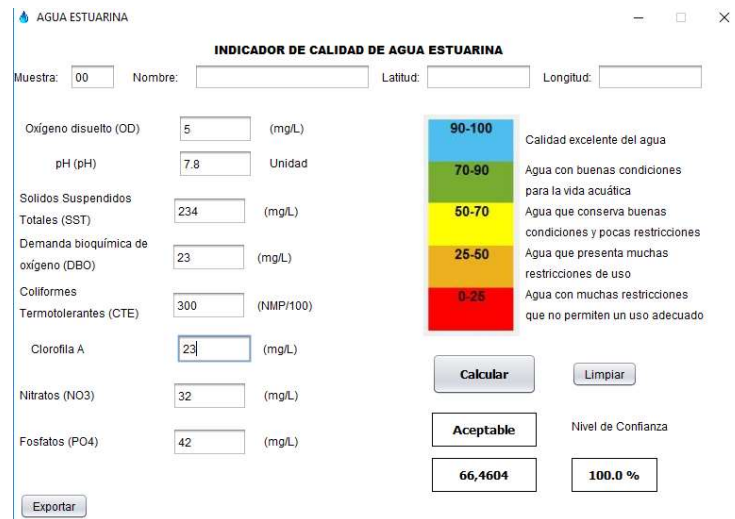 AGUA ESTUARINA
INDICADOR DE CALIDAD DE AGUA ESTUARINA
Muestra: 00 Nombre: Latitud: Longitud:
Oxígeno disuelto (OD) 5 (mg/L)
pH (pH) 7.8 Unidad
Solidos Suspendidos
Totales (SST) 234 (mg/L)
Demanda bioquímica de
oxígeno (DBO) 23 (mg/L)
Coliformes
Termotolerantes (CTE) 300 (NMP/100)
Clorofila A 23 (mg/L)
Nitratos (NO3) 32 (mg/L)
Fosfatos (PO4) 42 (mg/L)
Exportar
90-100
Calidad excelente del agua
70-90
Agua con buenas condiciones
para la vida acuática
50-70
Agua que conserva buenas
condiciones y pocas restricciones
25-50
Agua que presenta muchas
restricciones de uso
0-25
Agua con muchas restricciones
que no permiten un uso adecuado
Calcular Limpiar
Aceptable Nivel de Confianza
66,4604 100.0 %